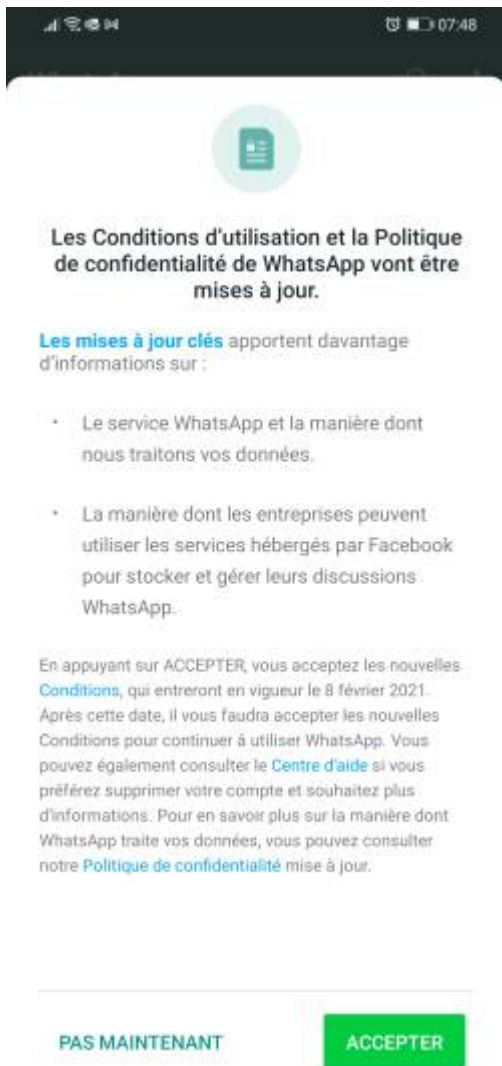 07:48
Les Conditions d'utilisation et la Politique
de confidentialité de WhatsApp vont être
mises à jour.
Les mises à jour clés apportent davantage
d'informations sur :
• Le service WhatsApp et la manière dont
nous traitons vos données.
• La manière dont les entreprises peuvent
utiliser les services hébergés par Facebook
pour stocker et gérer leurs discussions
WhatsApp.
En appuyant sur ACCEPTER, vous acceptez les nouvelles
Conditions, qui entreront en vigueur le 8 février 2021.
Après cette date, il vous faudra accepter les nouvelles
Conditions pour continuer à utiliser WhatsApp. Vous
pouvez également consulter le Centre d'aide si vous
préférez supprimer votre compte et souhaitez plus
d'informations. Pour en savoir plus sur la manière dont
WhatsApp traite vos données, vous pouvez consulter
notre Politique de confidentialité mise à jour.
PAS MAINTENANT
ACCEPTER